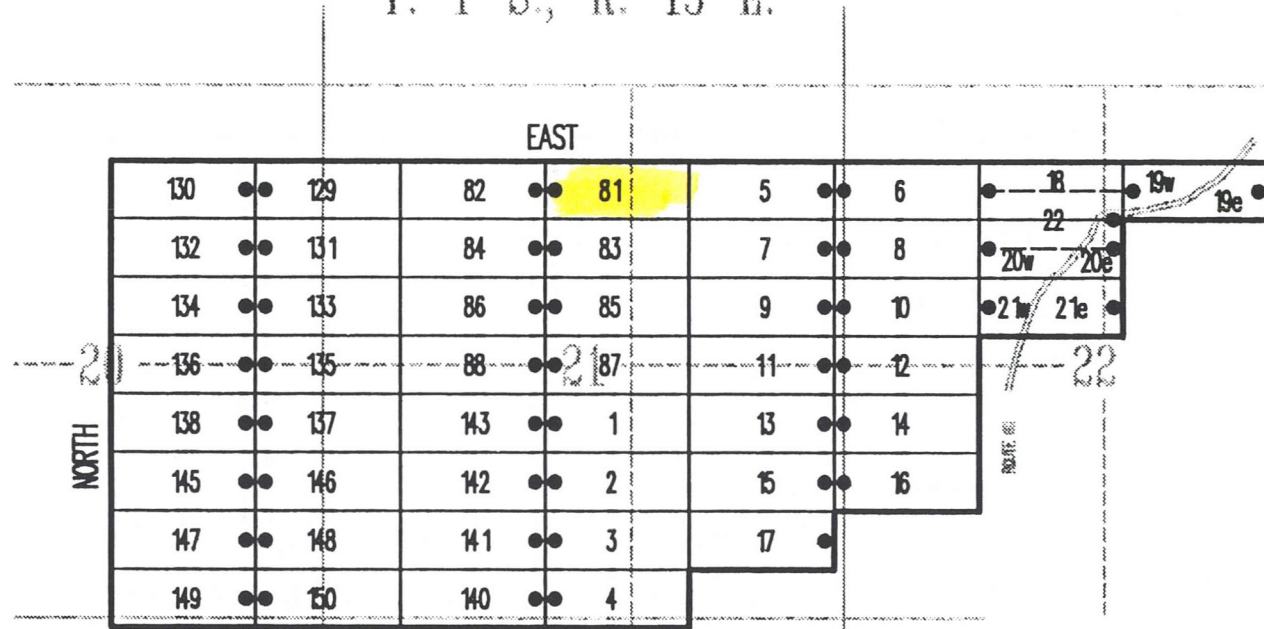 T. 1 S., R. 15 E.
EAST
130 129 82 81 5 6 18 19w 19e
22
132 131 84 83 7 8 20w 20e
134 133 86 85 9 10 21w 21e
20 136 135 88 21 87 11 12 22
138 137 143 1 13 14
NORTH
145 146 142 2 15 16
147 148 141 3 17
149 150 140 4